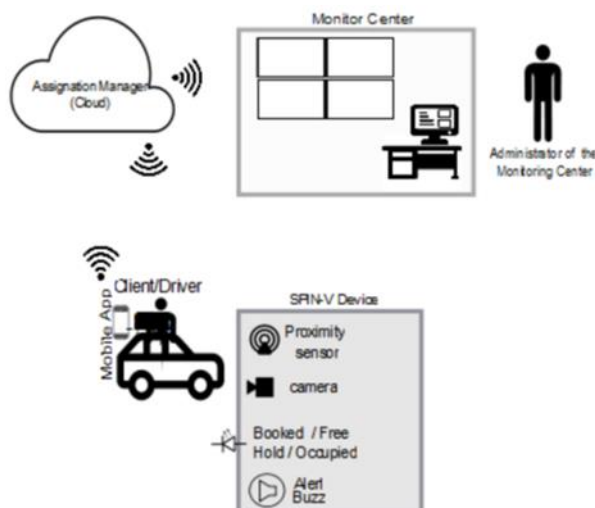 Monitor Center
Assignation Manager
(Cloud)
Administrator of the
Monitoring Center
Client/Driver
Mobile App
SPIN-V Device
Proximity
sensor
camera
Booked / Free
Hold / Occupied
Alert
Buzz